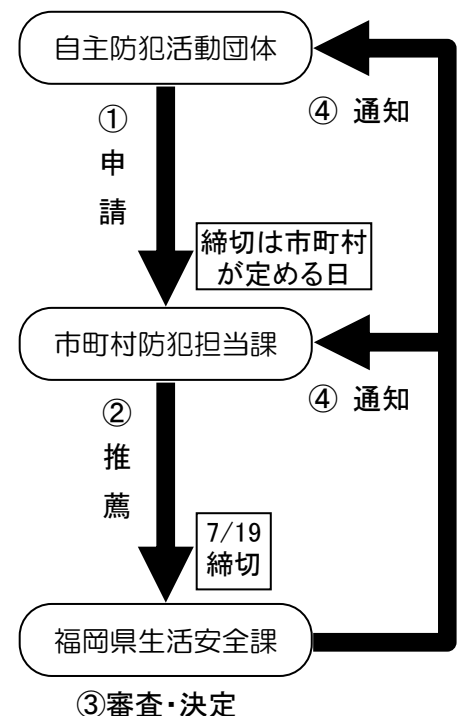 自主防犯活動団体
①
申
請
④ 通知
締切は市町村
が定める日
市町村防犯担当課
②
推
薦
④ 通知
7/19
締切
福岡県生活安全課
③審査・決定